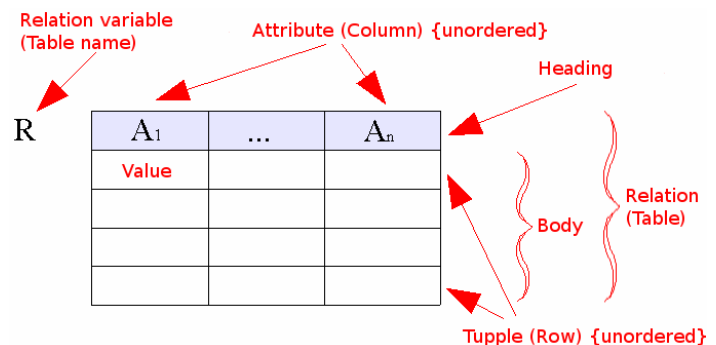 Relation variable
(Table name)
Attribute (Column) {unordered}
Heading
R
A1
...
An
Value
Relation
(Table)
Body
Tupple (Row) {unordered}